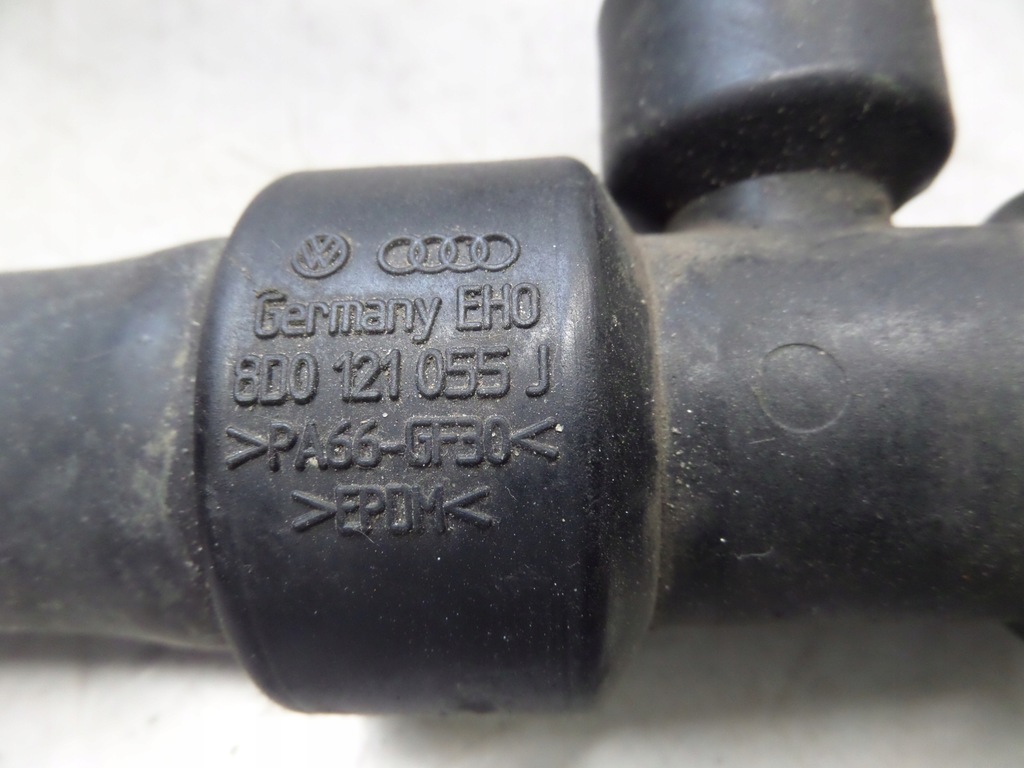 Germany EHO
8D0 121 055 J
>PA66-GF30<
>EPDM<